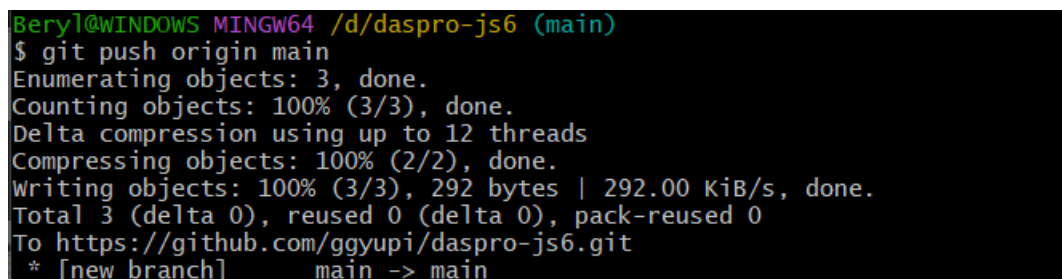 Beryl@WINDOWS MINGW64 /d/daspro-js6 (main)
$ git push origin main
Enumerating objects: 3, done.
Counting objects: 100% (3/3), done.
Delta compression using up to 12 threads
Compressing objects: 100% (2/2), done.
Writing objects: 100% (3/3), 292 bytes | 292.00 KiB/s, done.
Total 3 (delta 0), reused 0 (delta 0), pack-reused 0
To https://github.com/ggyupi/daspro-js6.git
 * [new branch]      main -> main